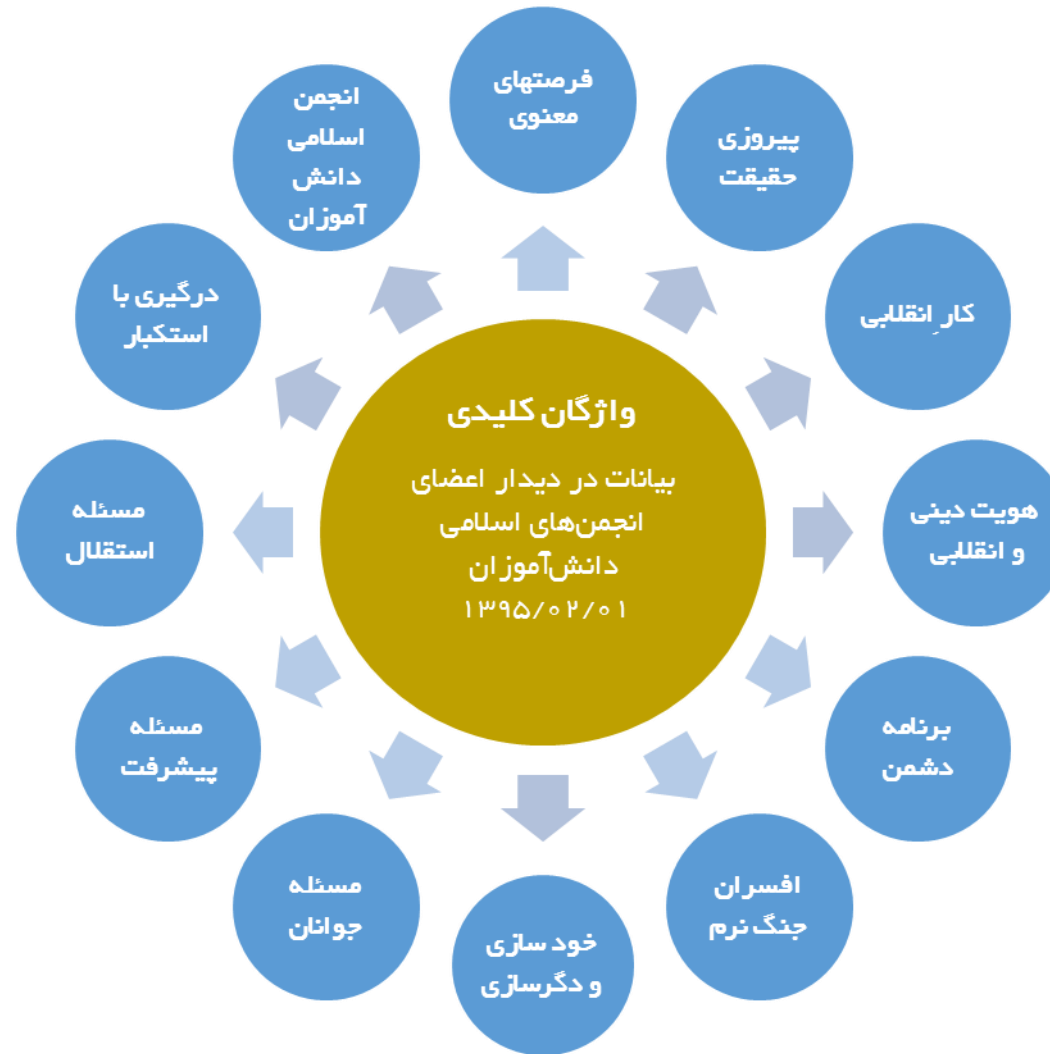 واژگان کلیدی
بیانات در دیدار اعضای
انجمن‌های اسلامی
دانش‌آموزان
۱۳۹۵/۰۲/۰۱
فرصتهای
معنوی
پیروزی
حقیقت
کارِ انقلابی
هویت دینی
و انقلابی
برنامه
دشمن
افسران
جنگ نرم
خود سازی
و دگرسازی
مسئله
جوانان
مسئله
پیشرفت
مسئله
استقلال
درگیری با
استکبار
انجمن
اسلامی
دانش
آموزان